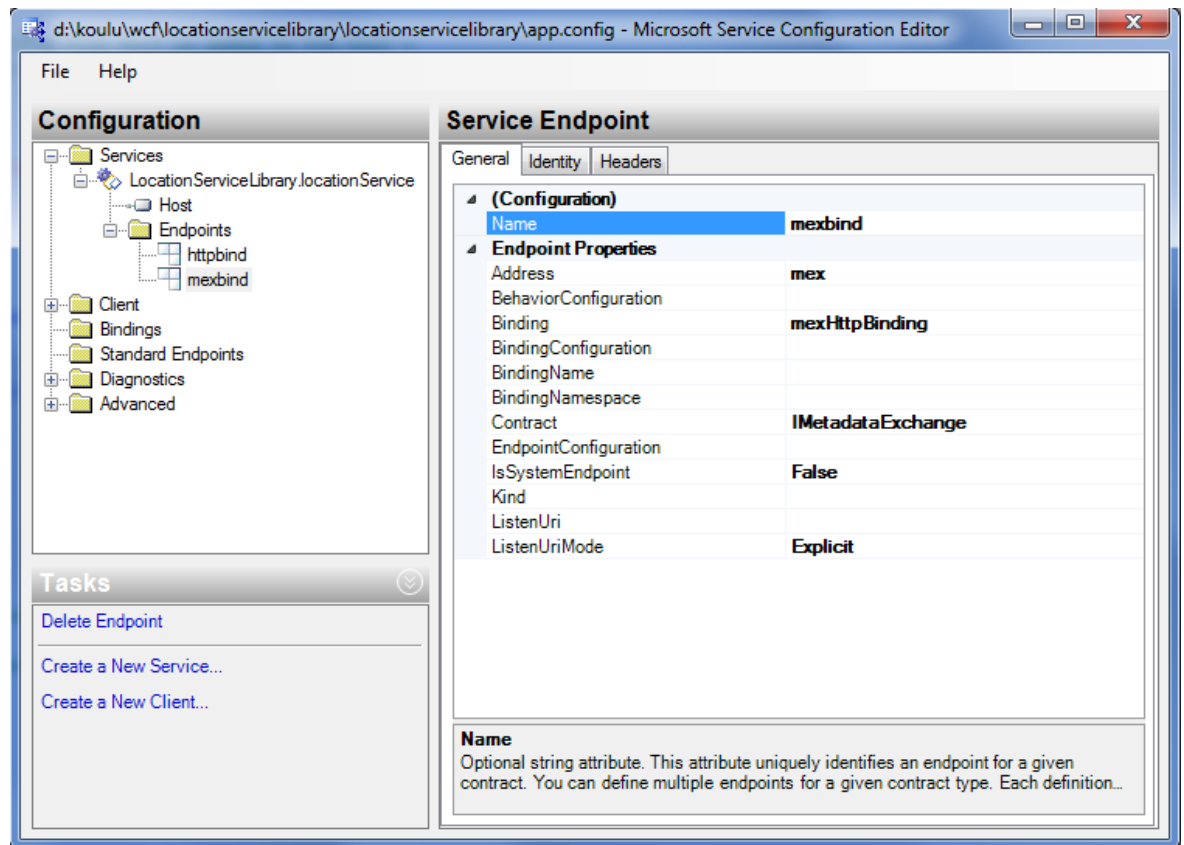 d:\koulu\wcf\locationservicelibrary\locationservicelibrary\app.config - Microsoft Service Configuration Editor
File Help
Configuration
Services
LocationServiceLibrary.locationService
Host
Endpoints
httpbind
mexbind
Client
Bindings
Standard Endpoints
Diagnostics
Advanced
Tasks
Delete Endpoint
Create a New Service...
Create a New Client...
Service Endpoint
General Identity Headers
(Configuration)
Name mexbind
Endpoint Properties
Address mex
BehaviorConfiguration
Binding mexHttpBinding
BindingConfiguration
BindingName
BindingNamespace
Contract IMetadataExchange
EndpointConfiguration
IsSystemEndpoint False
Kind
ListenUri
ListenUriMode Explicit
Name
Optional string attribute. This attribute uniquely identifies an endpoint for a given
contract. You can define multiple endpoints for a given contract type. Each definition...